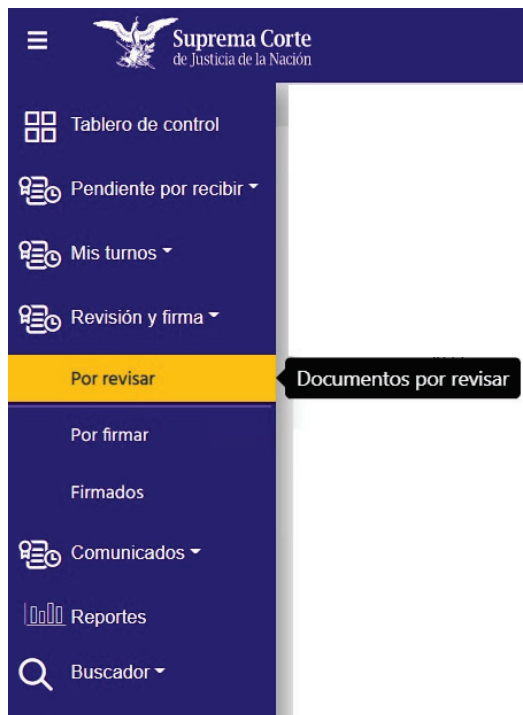 Suprema Corte
de Justicia de la Nación
Tablero de control
Pendiente por recibir
Mis turnos
Revisión y firma
Por revisar
Documentos por revisar
Por firmar
Firmados
Comunicados
Reportes
Buscador